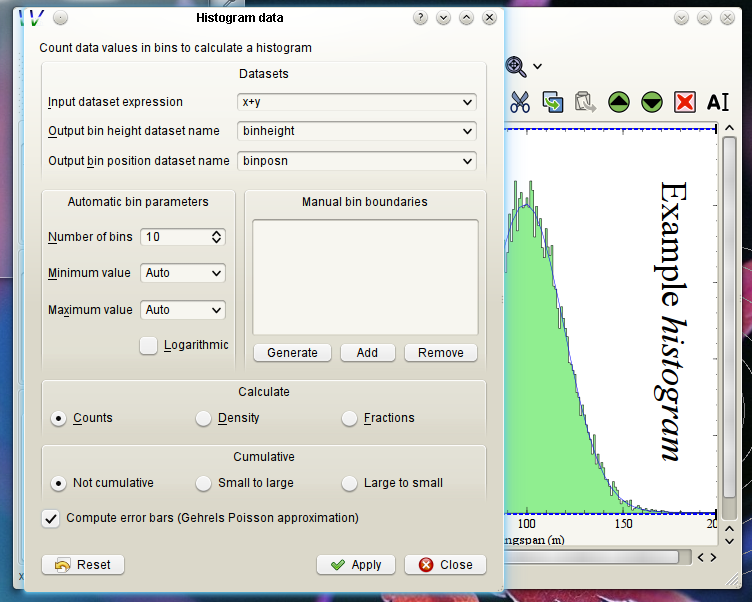 Histogram data
Count data values in bins to calculate a histogram
Datasets
Input dataset expression x+y
Output bin height dataset name binheight
Output bin position dataset name binposn
Automatic bin parameters
Number of bins 10
Minimum value Auto
Maximum value Auto
Logarithmic
Manual bin boundaries
Generate Add Remove
Calculate
Counts Density Fractions
Cumulative
Not cumulative Small to large Large to small
Compute error bars (Gehrels Poisson approximation)
Reset Apply Close
AI
Example histogram
100 150 20
ngspan (m)
x